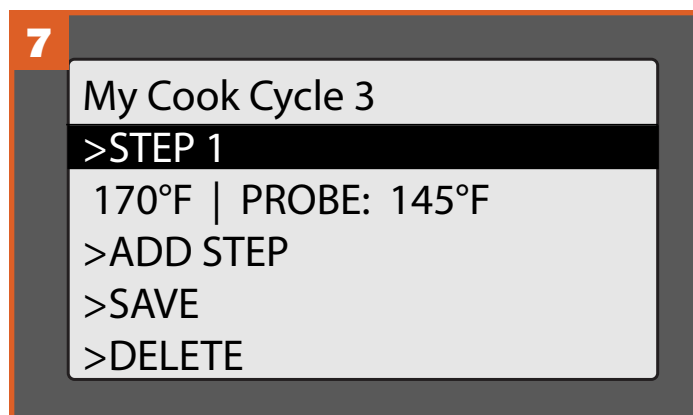 7
My Cook Cycle 3
>STEP 1
170°F | PROBE: 145°F
>ADD STEP
>SAVE
>DELETE